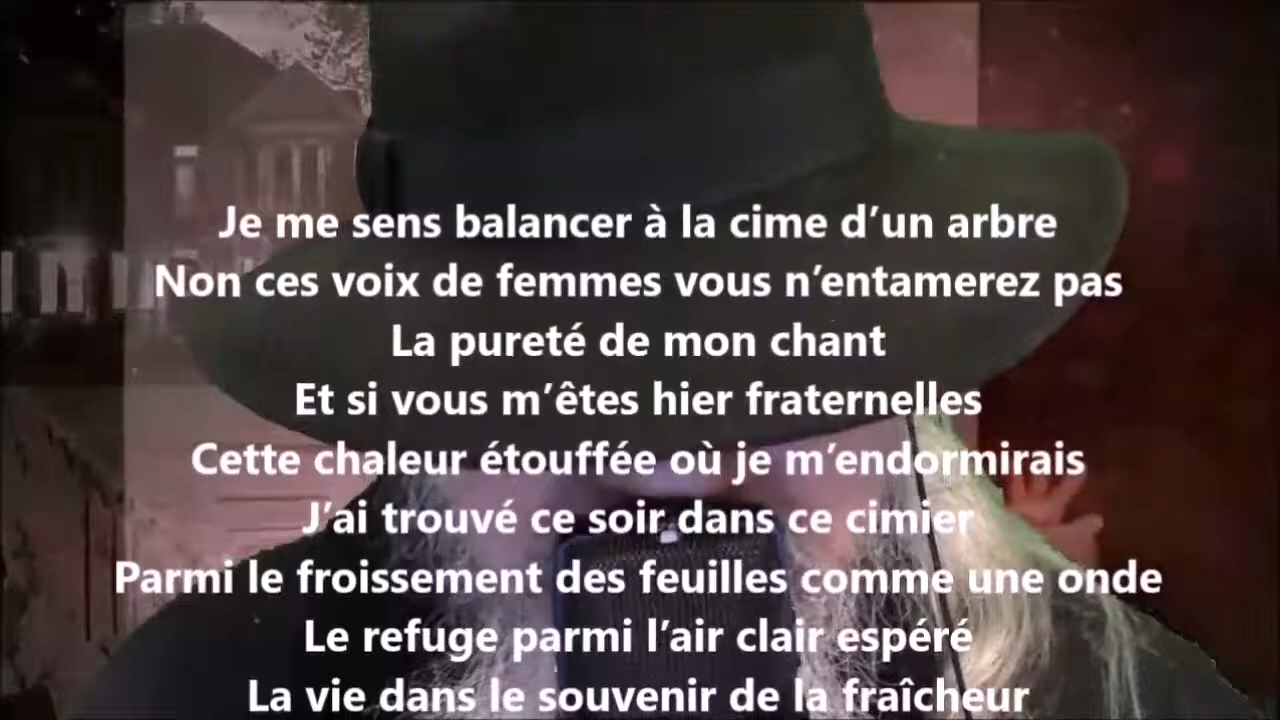 Je me sens balancer à la cime d’un arbre
Non ces voix de femmes vous n’entamerez pas
La pureté de mon chant
Et si vous m’êtes hier fraternelles
Cette chaleur étouffée où je m’endormirais
J’ai trouvé ce soir dans ce cimier
Parmi le froissement des feuilles comme une onde
Le refuge parmi l’air clair espéré
La vie dans le souvenir de la fraîcheur